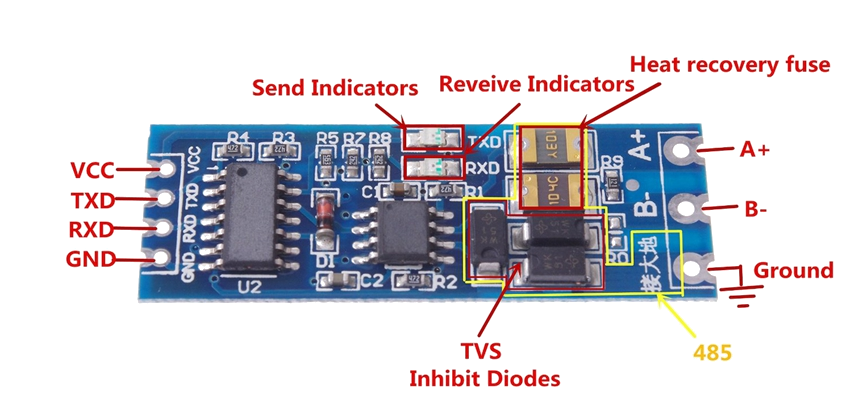 Heat recovery fuse
Send Indicators
Reveive Indicators
R4
R3
R5
R7
R8
TXD
RXD
A+
A+
VCC
VCC
TXD
TXD
RXD
RXD
GND
GND
C1
R1
R9
104C
B-
B-
D1
U2
C2
R2
接大地
Ground
TVS
Inhibit Diodes
485